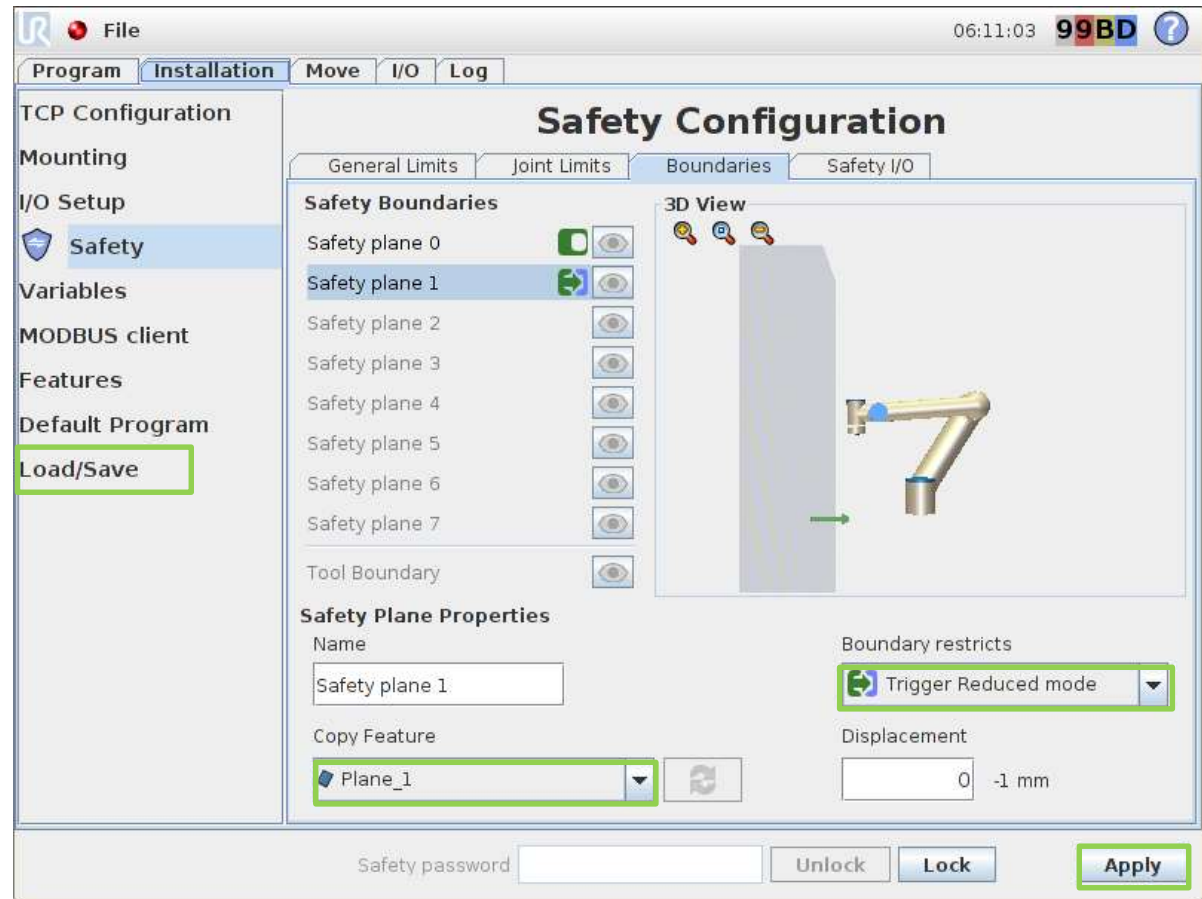 UR File 06:11:03 99BD ?
Program Installation Move I/O Log
TCP Configuration
Mounting
I/O Setup
Safety
Variables
MODBUS client
Features
Default Program
Load/Save
Safety Configuration
General Limits Joint Limits Boundaries Safety I/O
Safety Boundaries
Safety plane 0
Safety plane 1
Safety plane 2
Safety plane 3
Safety plane 4
Safety plane 5
Safety plane 6
Safety plane 7
Tool Boundary
3D View
Safety Plane Properties
Name
Safety plane 1
Boundary restricts
Trigger Reduced mode
Copy Feature
Plane_1
Displacement
0 -1 mm
Safety password Unlock Lock Apply